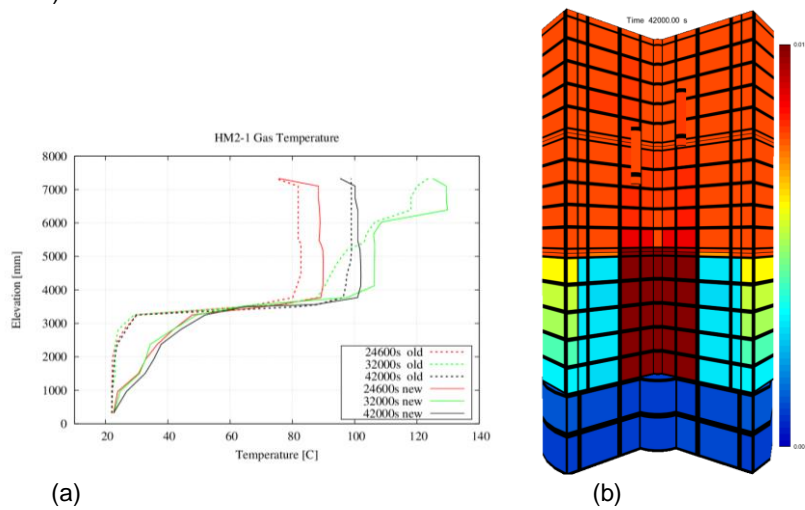 Time 42000.00 s
0.01
HM2-1 Gas Temperature
8000
7000
6000
5000
4000
3000
2000
1000
0
Elevation [mm]
24600s old
32000s old
42000s old
24600s new
32000s new
42000s new
20 40 60 80 100 120 140
Temperature [C]
0.00
(a) (b)